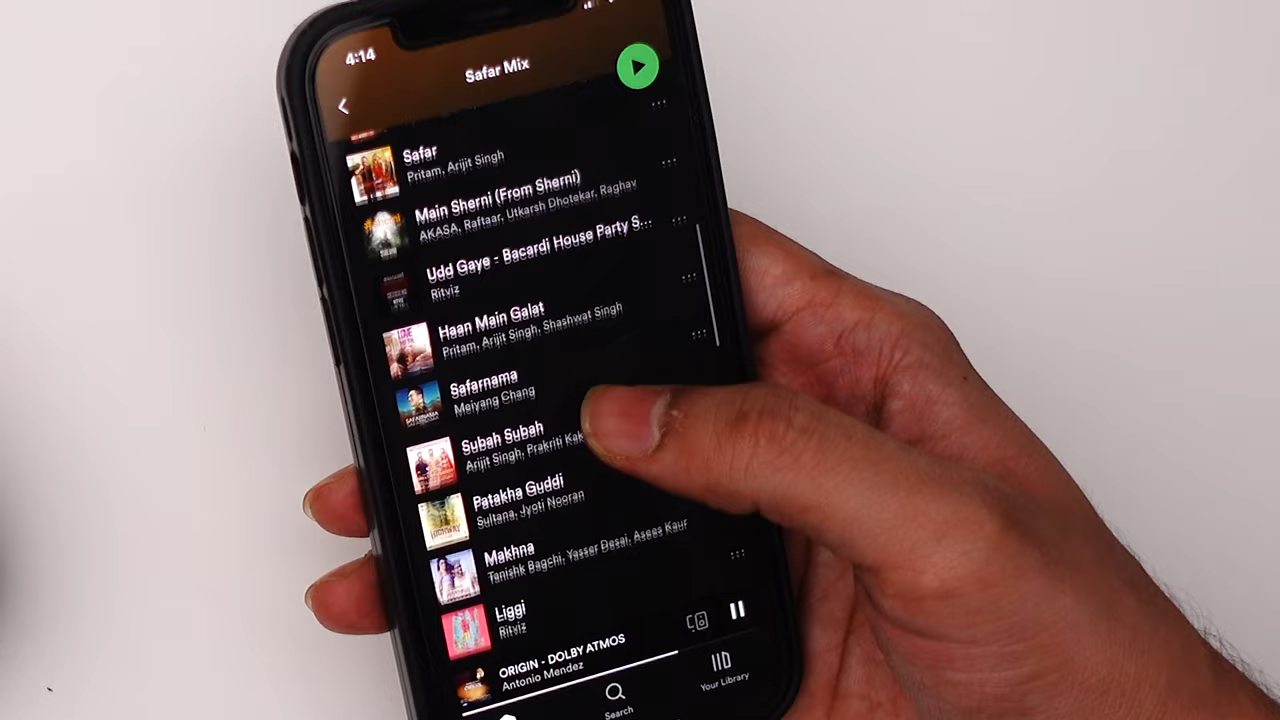 4:14
Safar Mix
Safar
Pritam, Arijit Singh
Main Sherni (From Sherni)
AKASA, Raftaar, Utkarsh Dhotekar, Raghav
Udd Gaye - Bacardi House Party S...
Ritviz
Haan Main Galat
Pritam, Arijit Singh, Shashwat Singh
Safarnama
Meiyang Chang
SAFARNAMA
Subah Subah
Arijit Singh, Prakriti Kak
Patakha Guddi
Sultana, Jyoti Nooran
HIGHWAY
Makhna
Tanishk Bagchi, Yasser Desai, Asees Kaur
Liggi
Ritviz
ORIGIN - DOLBY ATMOS
Antonio Mendez
Search
Your Library